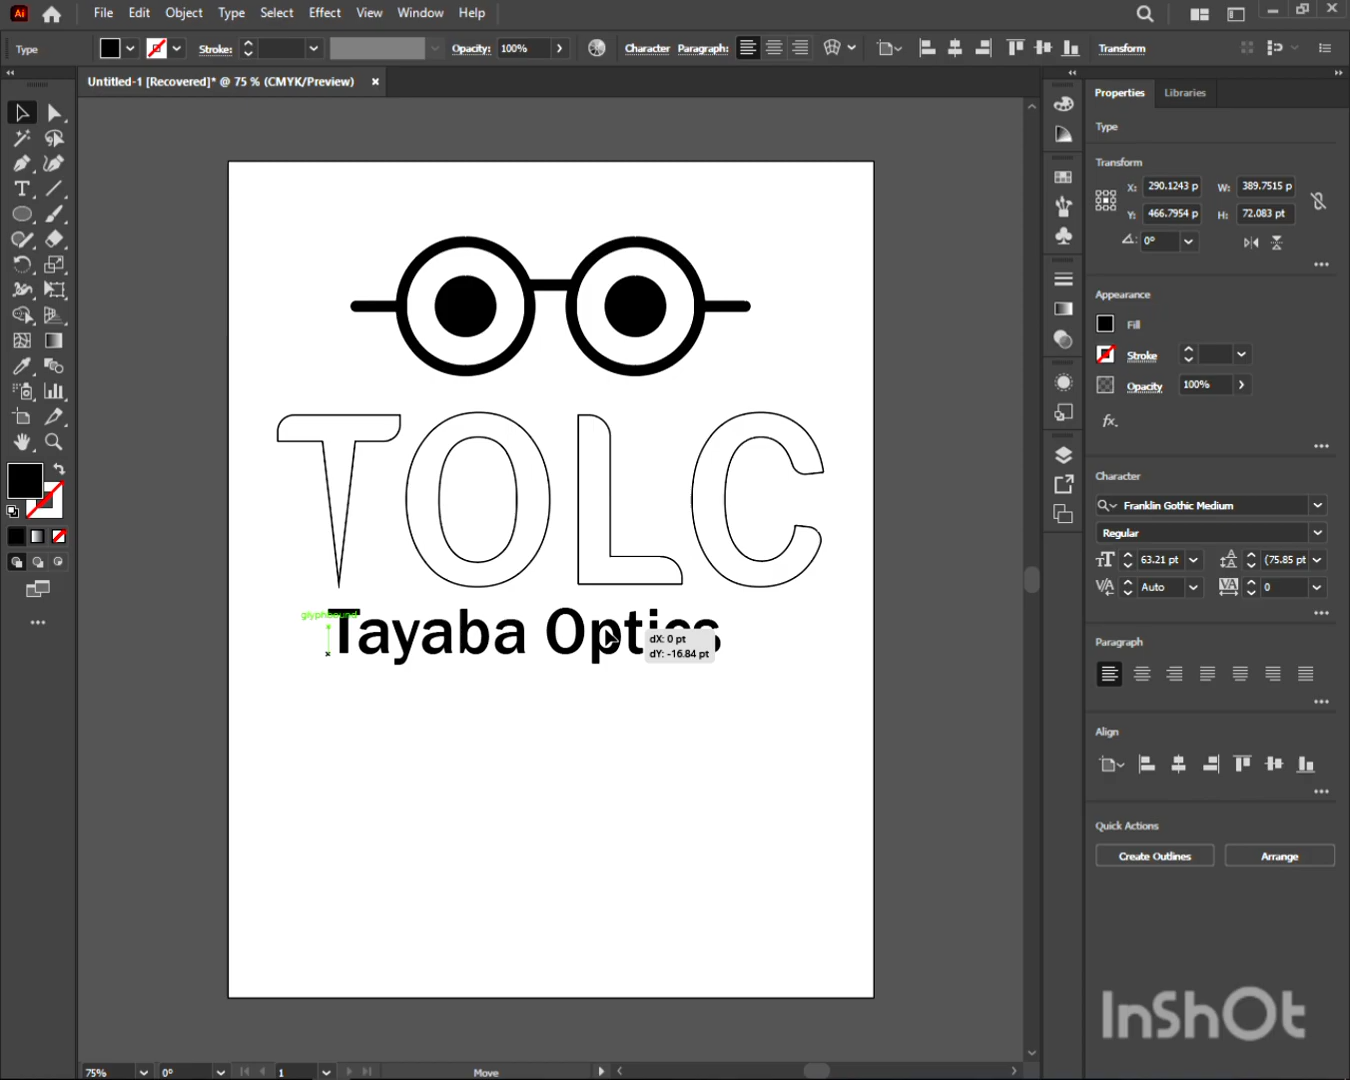 Ai File Edit Object Type Select Effect View Window Help
Type Stroke: Opacity: 100% Character Paragraph: Transform
Untitled-1 [Recovered]* @ 75 % (CMYK/Preview) ×
Properties Libraries
Type
Transform
X: 290.1243 p W: 389.7515 p
Y: 466.7954 p H: 72.083 pt
0°
Appearance
Fill
Stroke
Opacity 100%
fx.
Character
Franklin Gothic Medium
Regular
63.21 pt (75.85 pt
Auto 0
Paragraph
Align
Quick Actions
Create Outlines Arrange
TOLC
Tayaba Optics
dX: 0 pt
dY: -16.84 pt
InShOt
75% 0° 1 Move